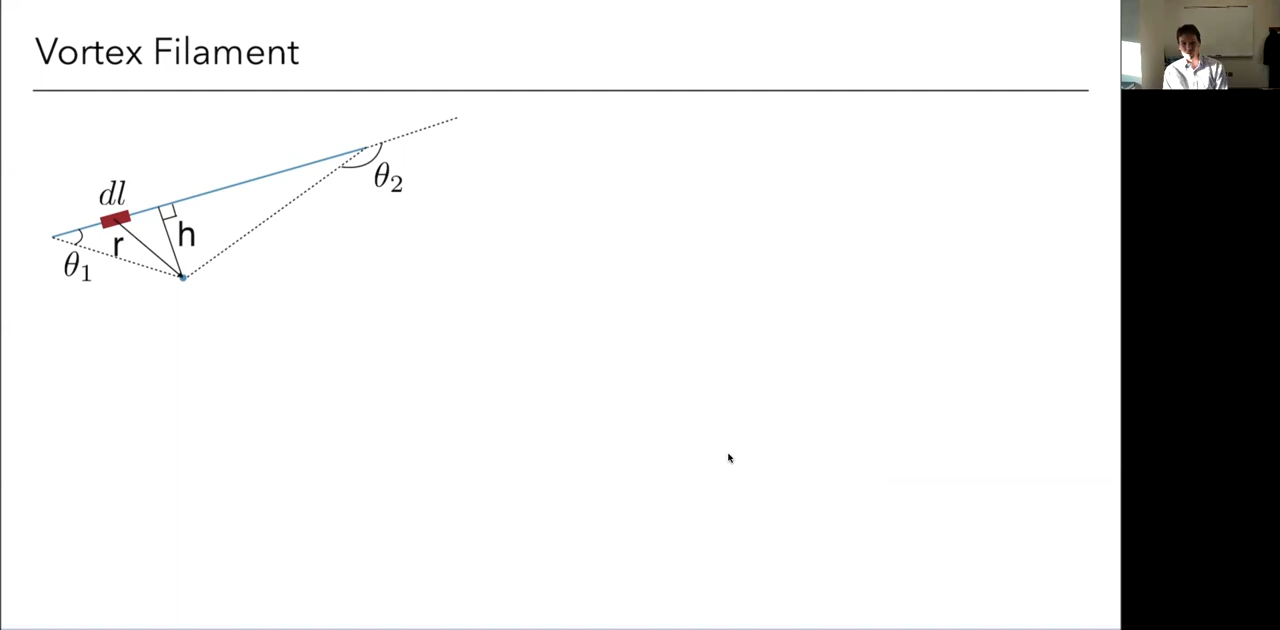 Vortex Filament
dl
θ₂
h
r
θ₁